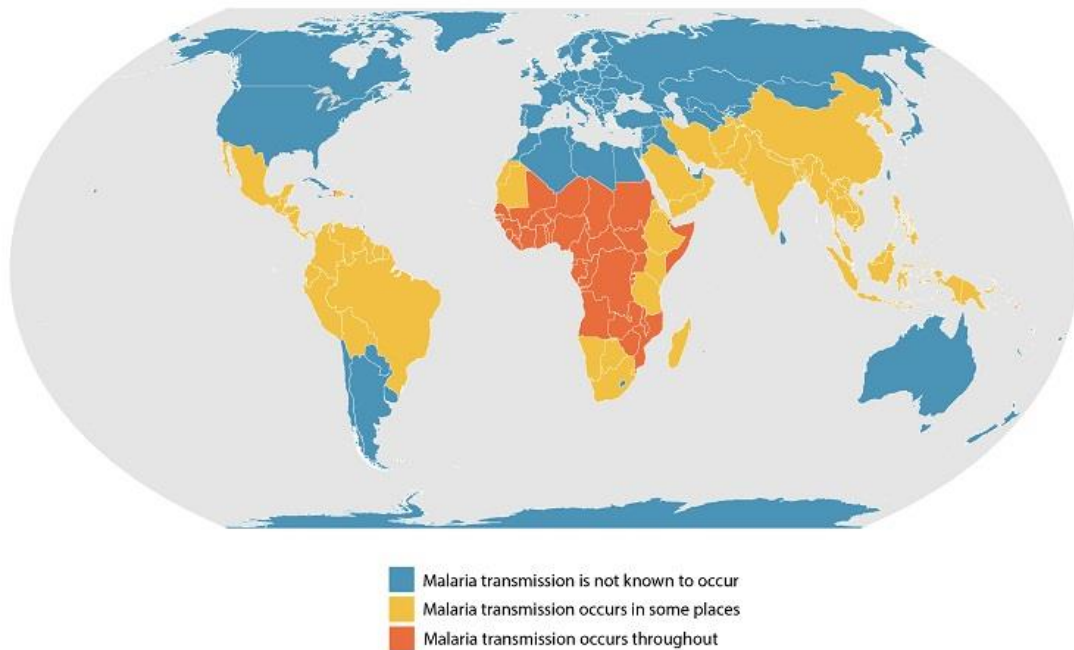 Malaria transmission is not known to occur
Malaria transmission occurs in some places
Malaria transmission occurs throughout